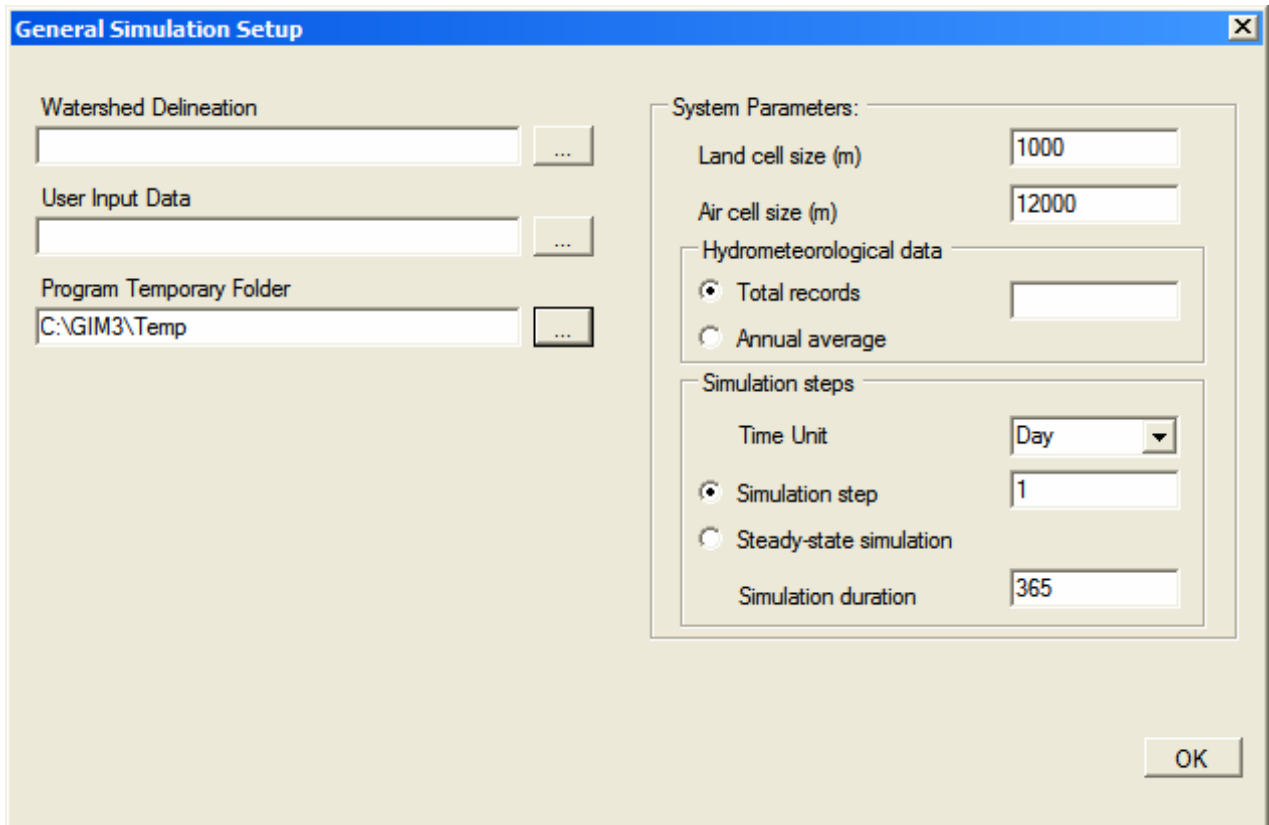 General Simulation Setup
Watershed Delineation
...
User Input Data
...
Program Temporary Folder
C:\GIM3\Temp
...
System Parameters:
Land cell size (m)
1000
Air cell size (m)
12000
Hydrometeorological data
Total records
Annual average
Simulation steps
Time Unit
Day
Simulation step
1
Steady-state simulation
Simulation duration
365
OK